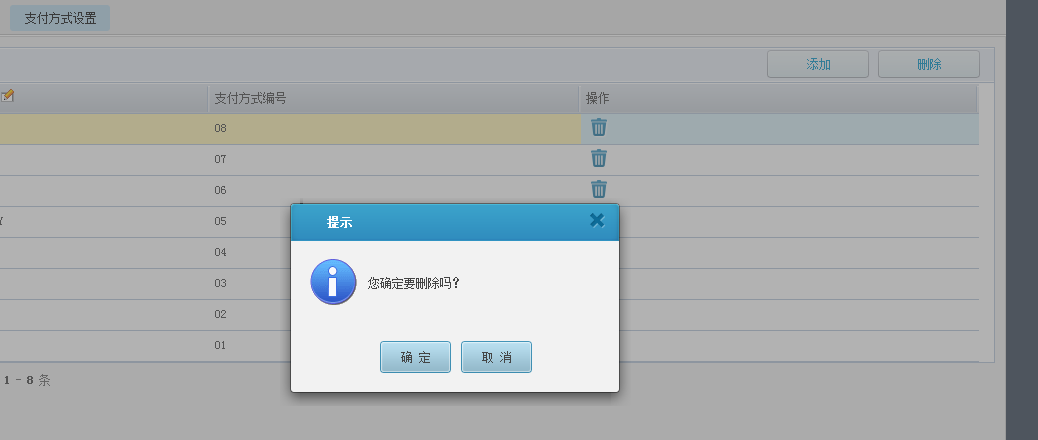 支付方式设置
添加 删除
支付方式编号 操作
08
07
06
Y 05
04
03
02
01
1 - 8 条
提示
您确定要删除吗?
确 定 取 消